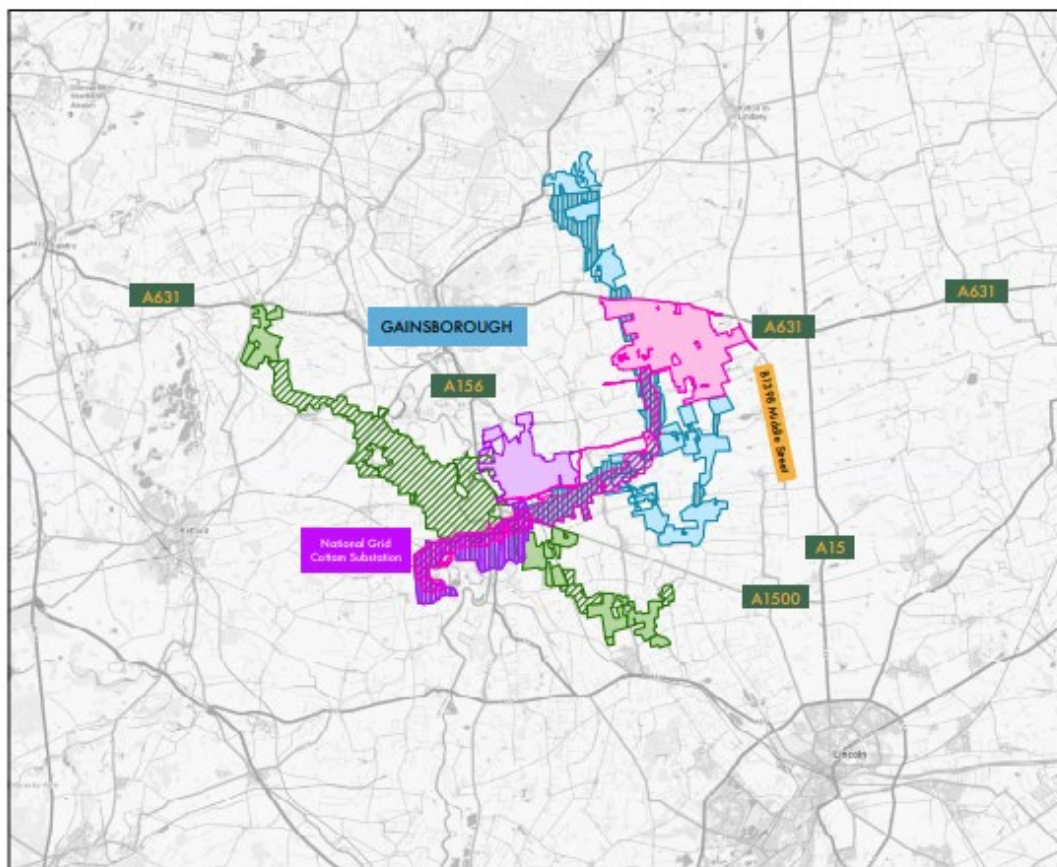 A631
A631
GAINSBOROUGH
A631
A156
B1398 Middle Street
National Grid
Cottam Substation
A15
A1500
Lincoln